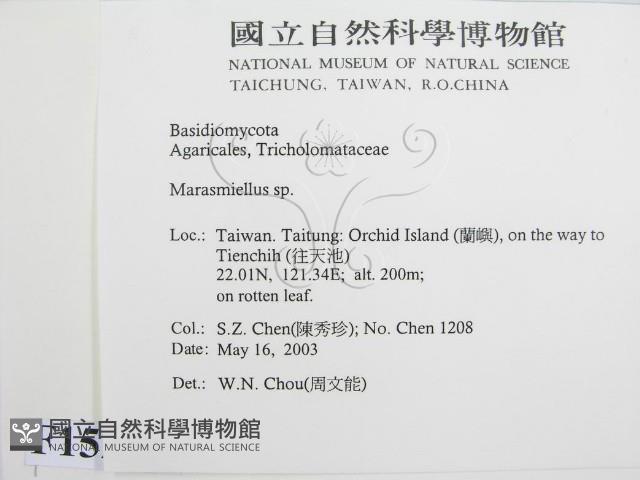 國立自然科學博物館
NATIONAL MUSEUM OF NATURAL SCIENCE
TAICHUNG, TAIWAN, R.O.CHINA
Basidiomycota
Agaricales, Tricholomataceae
Marasmiellus sp.
Loc.: Taiwan. Taitung: Orchid Island (蘭嶼), on the way to
Tienchih (往天池)
22.01N, 121.34E; alt. 200m;
on rotten leaf.
Col.: S.Z. Chen(陳秀珍); No. Chen 1208
Date: May 16, 2003
Det.: W.N. Chou(周文能)
國立自然科學博物館
NATIONAL MUSEUM OF NATURAL SCIENCE